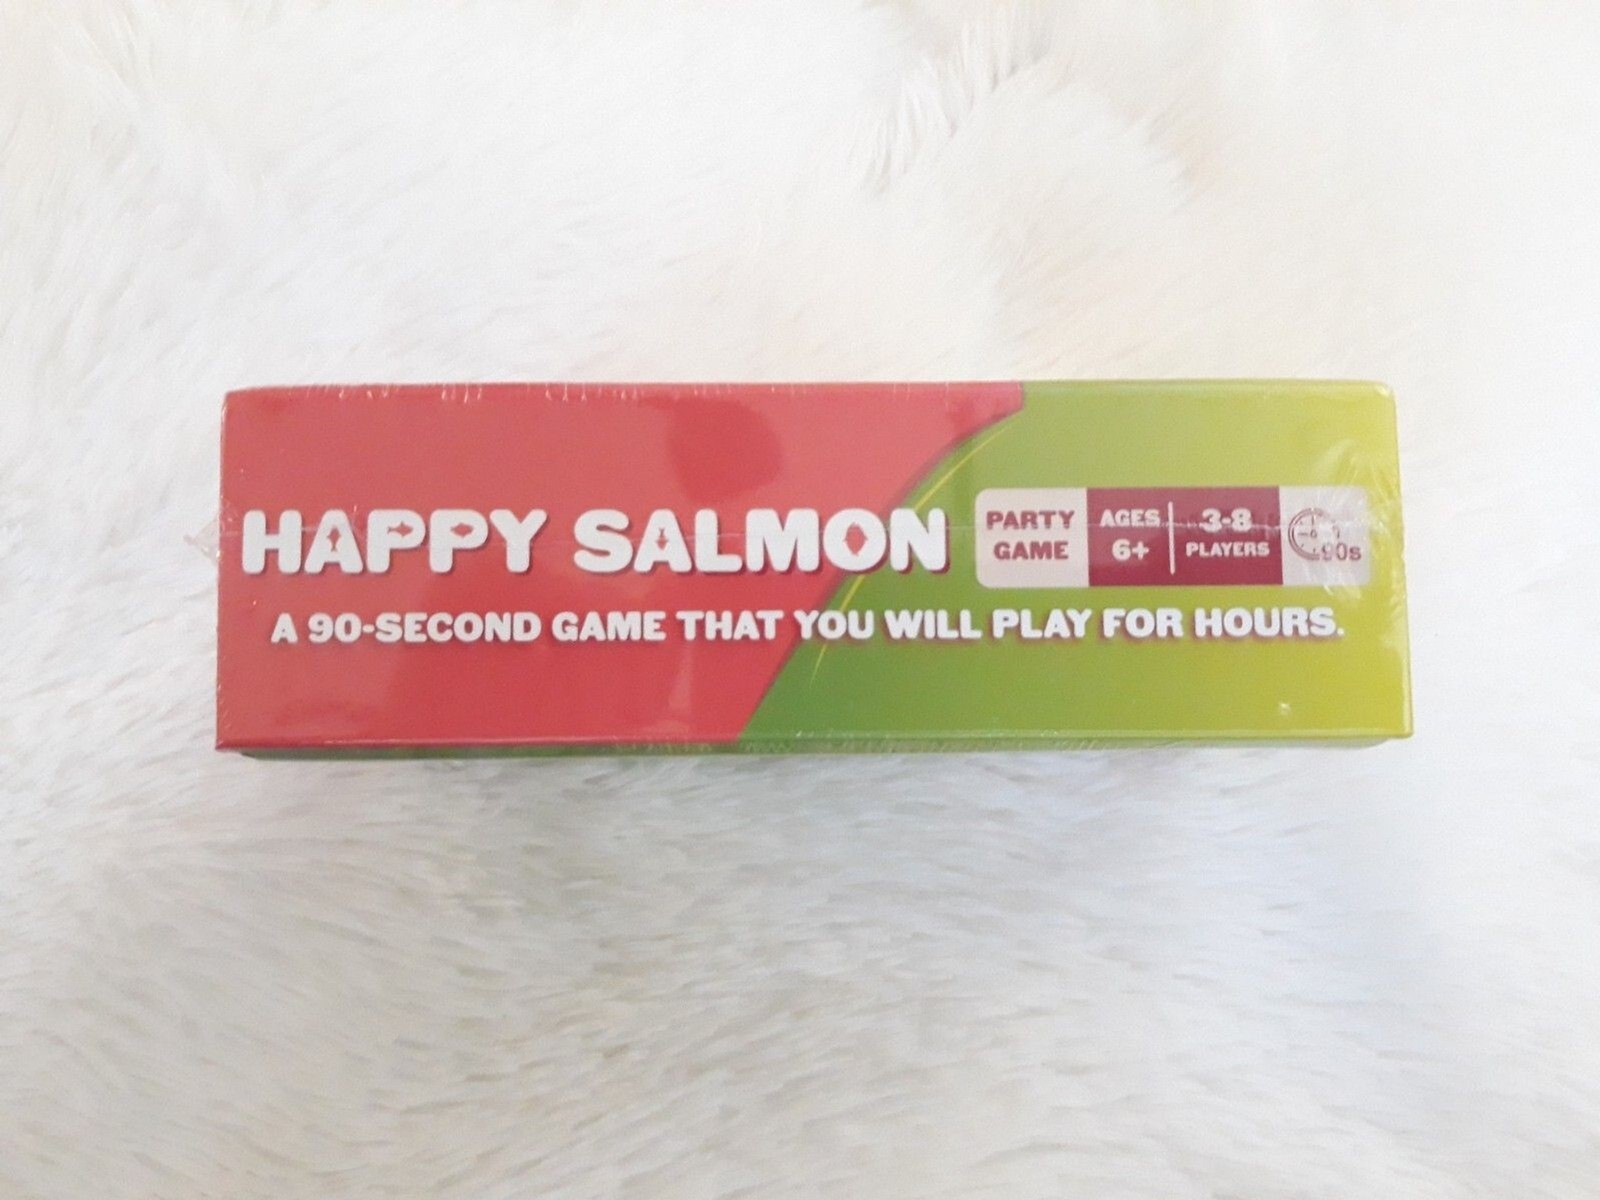 HAPPY SALMON
PARTY GAME
AGES 6+
3-8 PLAYERS
90s
A 90-SECOND GAME THAT YOU WILL PLAY FOR HOURS.